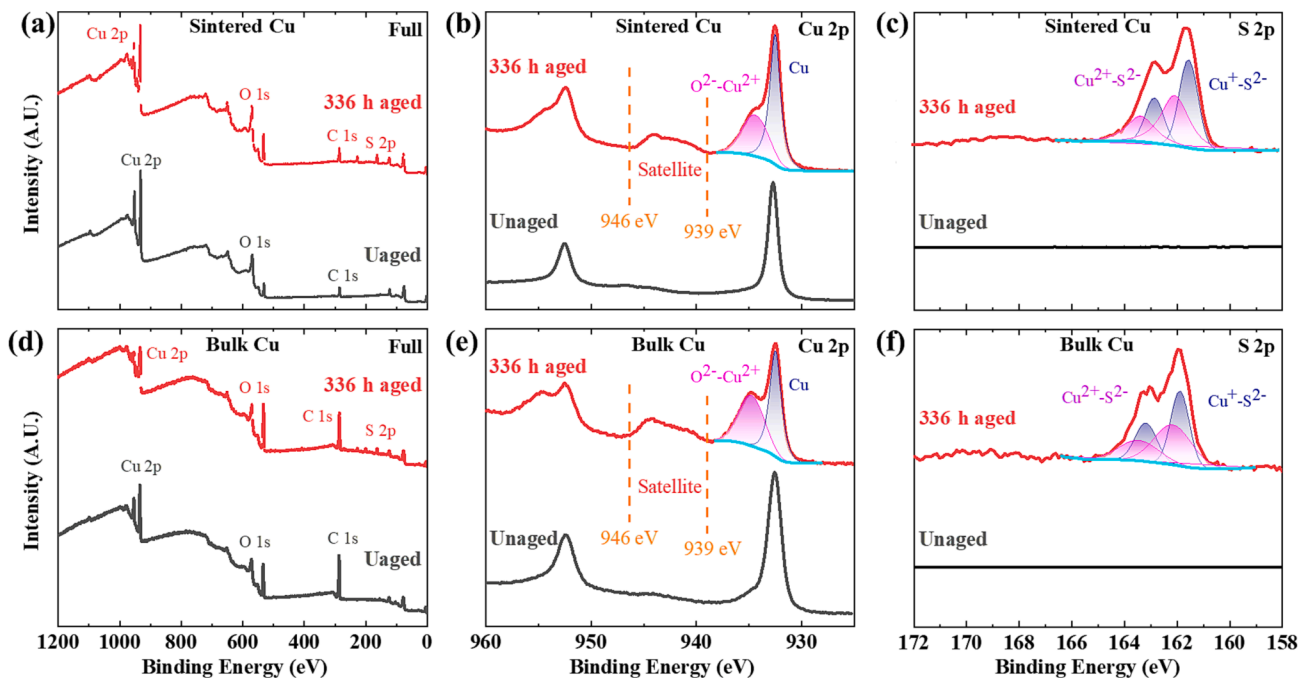 (a)
Sintered Cu
Full
Cu 2p
O 1s
336 h aged
C 1s
S 2p
Cu 2p
O 1s
Uaged
C 1s
(b)
Sintered Cu
Cu 2p
336 h aged
O²⁻-Cu²⁺
Cu
Satellite
Unaged
946 eV
939 eV
(c)
Sintered Cu
S 2p
Cu²⁺-S²⁻
Cu⁺-S²⁻
336 h aged
Unaged
Intensity (A.U.)
(d)
Bulk Cu
Full
Cu 2p
336 h aged
O 1s
C 1s
S 2p
Cu 2p
O 1s
C 1s
Uaged
1200 1000 800 600 400 200 0
Binding Energy (eV)
(e)
Bulk Cu
Cu 2p
336 h aged
O²⁻-Cu²⁺
Cu
Satellite
Unaged
946 eV
939 eV
960 950 940 930
Binding Energy (eV)
(f)
Bulk Cu
S 2p
Cu²⁺-S²⁻
Cu⁺-S²⁻
336 h aged
Unaged
172 170 168 166 164 162 160 158
Binding Energy (eV)
Intensity (A.U.)